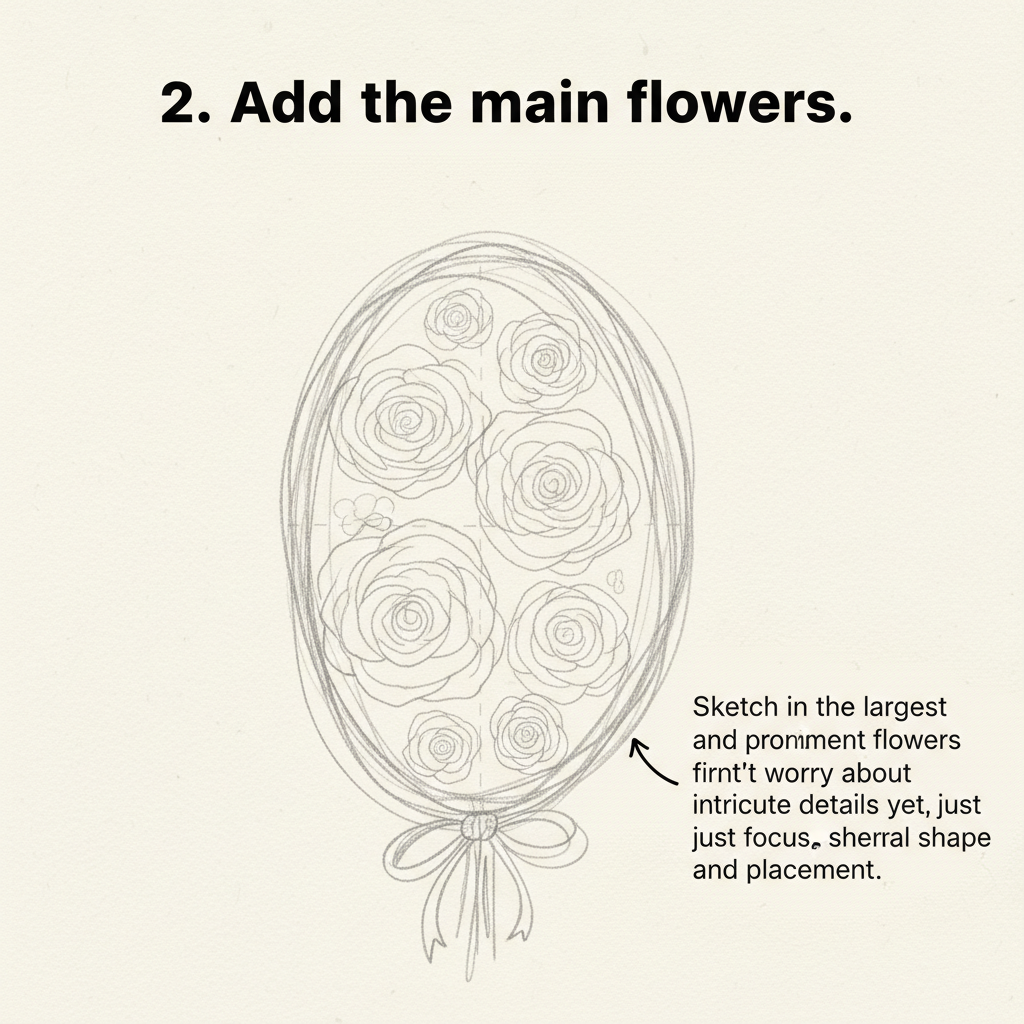 2. Add the main flowers.
Sketch in the largest
and promment flowers
firnt't worry about
intricute details yet, just
just focus, sherral shape
and placement.